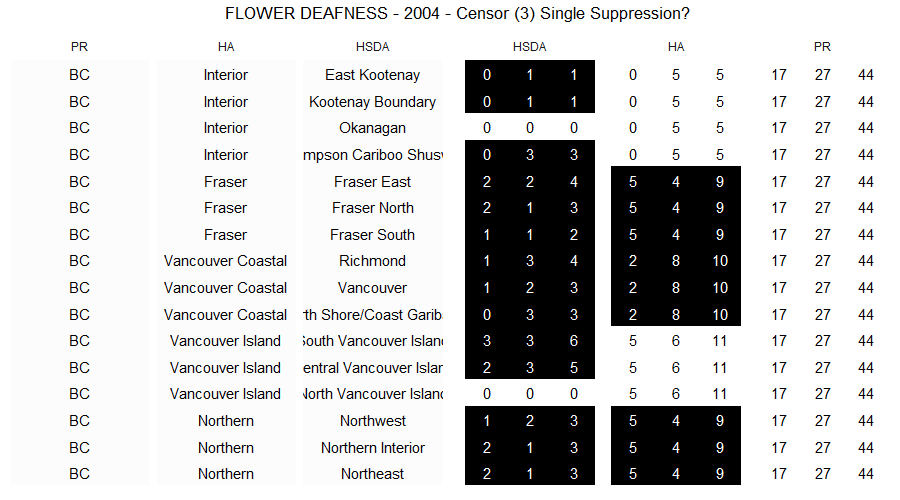 FLOWER DEAFNESS - 2004 - Censor (3) Single Suppression?
PR HA HSDA HSDA HA PR
BC Interior East Kootenay 0 1 1 0 5 5 17 27 44
BC Interior Kootenay Boundary 0 1 1 0 5 5 17 27 44
BC Interior Okanagan 0 0 0 0 5 5 17 27 44
BC Interior mpson Cariboo Shusw 0 3 3 0 5 5 17 27 44
BC Fraser Fraser East 2 2 4 5 4 9 17 27 44
BC Fraser Fraser North 2 1 3 5 4 9 17 27 44
BC Fraser Fraser South 1 1 2 5 4 9 17 27 44
BC Vancouver Coastal Richmond 1 3 4 2 8 10 17 27 44
BC Vancouver Coastal Vancouver 1 2 3 2 8 10 17 27 44
BC Vancouver Coastal rth Shore/Coast Gariba 0 3 3 2 8 10 17 27 44
BC Vancouver Island South Vancouver Island 3 3 6 5 6 11 17 27 44
BC Vancouver Island entral Vancouver Islan 2 3 5 5 6 11 17 27 44
BC Vancouver Island North Vancouver Island 0 0 0 5 6 11 17 27 44
BC Northern Northwest 1 2 3 5 4 9 17 27 44
BC Northern Northern Interior 2 1 3 5 4 9 17 27 44
BC Northern Northeast 2 1 3 5 4 9 17 27 44